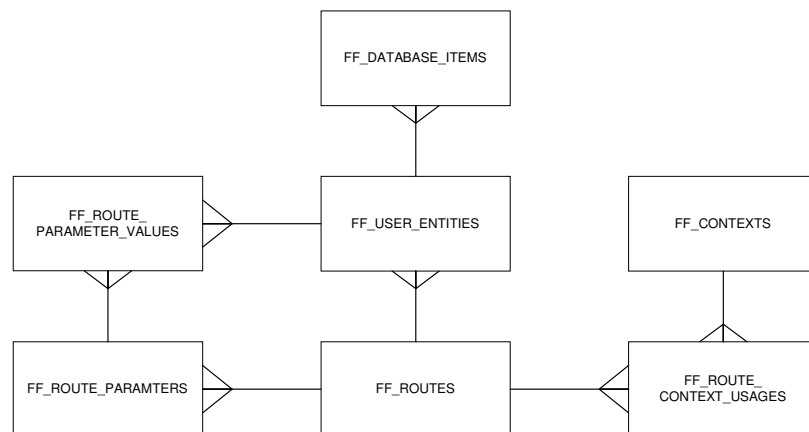 FF_DATABASE_ITEMS
FF_ROUTE_
PARAMETER_VALUES
FF_USER_ENTITIES
FF_CONTEXTS
FF_ROUTE_PARAMTERS
FF_ROUTES
FF_ROUTE_
CONTEXT_USAGES